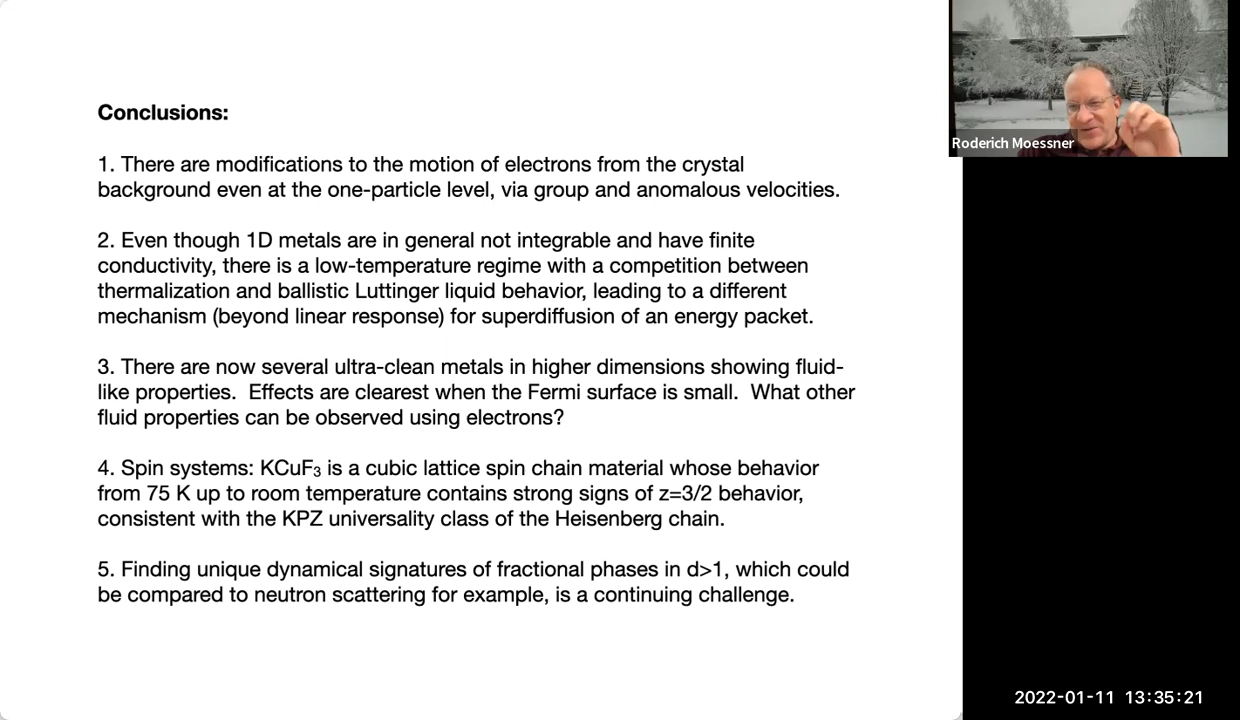 Conclusions:
1. There are modifications to the motion of electrons from the crystal
background even at the one-particle level, via group and anomalous velocities.
2. Even though 1D metals are in general not integrable and have finite
conductivity, there is a low-temperature regime with a competition between
thermalization and ballistic Luttinger liquid behavior, leading to a different
mechanism (beyond linear response) for superdiffusion of an energy packet.
3. There are now several ultra-clean metals in higher dimensions showing fluid-
like properties.  Effects are clearest when the Fermi surface is small.  What other
fluid properties can be observed using electrons?
4. Spin systems: KCuF₃ is a cubic lattice spin chain material whose behavior
from 75 K up to room temperature contains strong signs of z=3/2 behavior,
consistent with the KPZ universality class of the Heisenberg chain.
5. Finding unique dynamical signatures of fractional phases in d>1, which could
be compared to neutron scattering for example, is a continuing challenge.
Roderich Moessner
2022-01-11 13:35:21